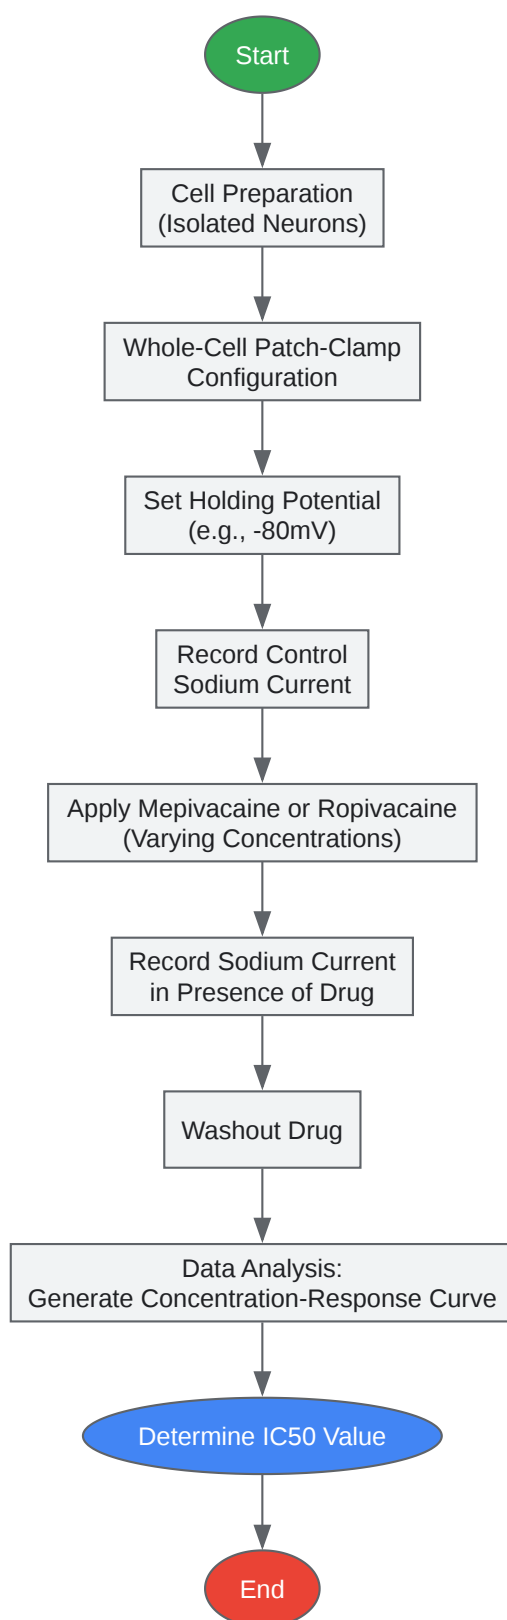 Start
Cell Preparation
(Isolated Neurons)
Whole-Cell Patch-Clamp
Configuration
Set Holding Potential
(e.g., -80mV)
Record Control
Sodium Current
Apply Mepivacaine or Ropivacaine
(Varying Concentrations)
Record Sodium Current
in Presence of Drug
Washout Drug
Data Analysis:
Generate Concentration-Response Curve
Determine IC50 Value
End